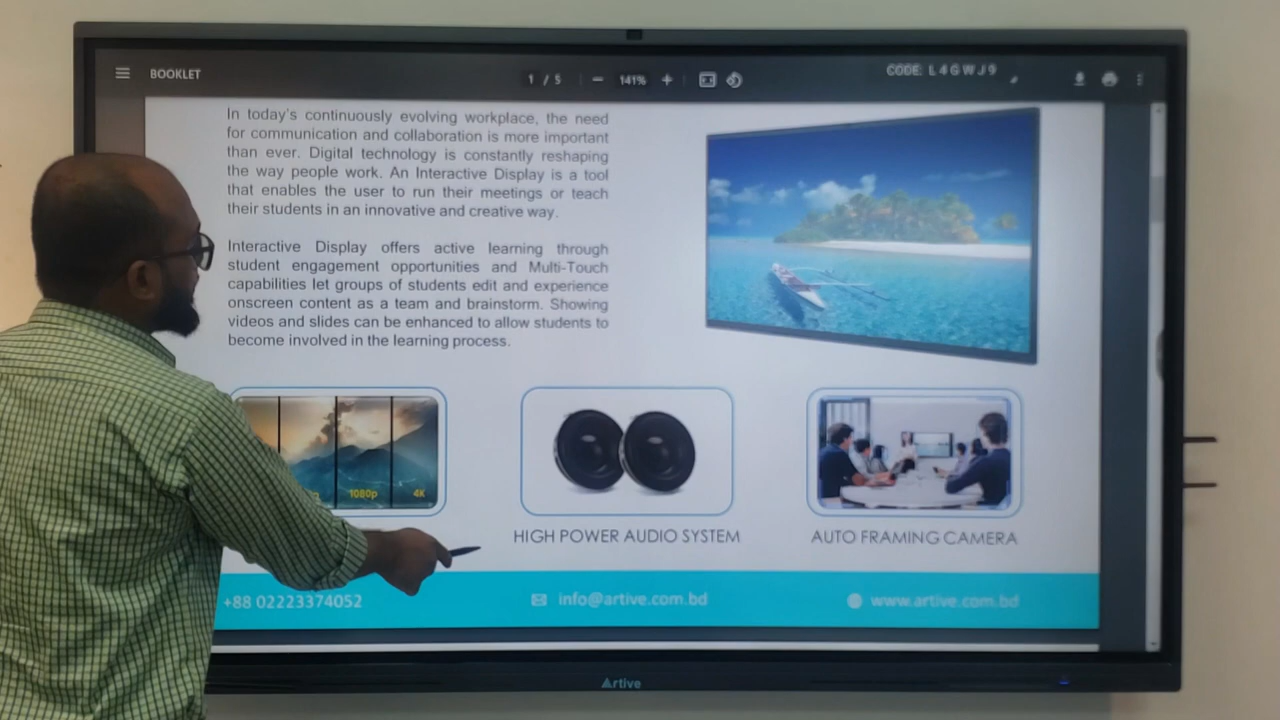 BOOKLET
1 / 5
141%
CODE: L4GWJ9
In today's continuously evolving workplace, the need
for communication and collaboration is more important
than ever. Digital technology is constantly reshaping
the way people work. An Interactive Display is a tool
that enables the user to run their meetings or teach
their students in an innovative and creative way.
Interactive Display offers active learning through
student engagement opportunities and Multi-Touch
capabilities let groups of students edit and experience
onscreen content as a team and brainstorm. Showing
videos and slides can be enhanced to allow students to
become involved in the learning process.
1080p
4K
HIGH POWER AUDIO SYSTEM
AUTO FRAMING CAMERA
+88 02223374052
info@artive.com.bd
www.artive.com.bd
Artive